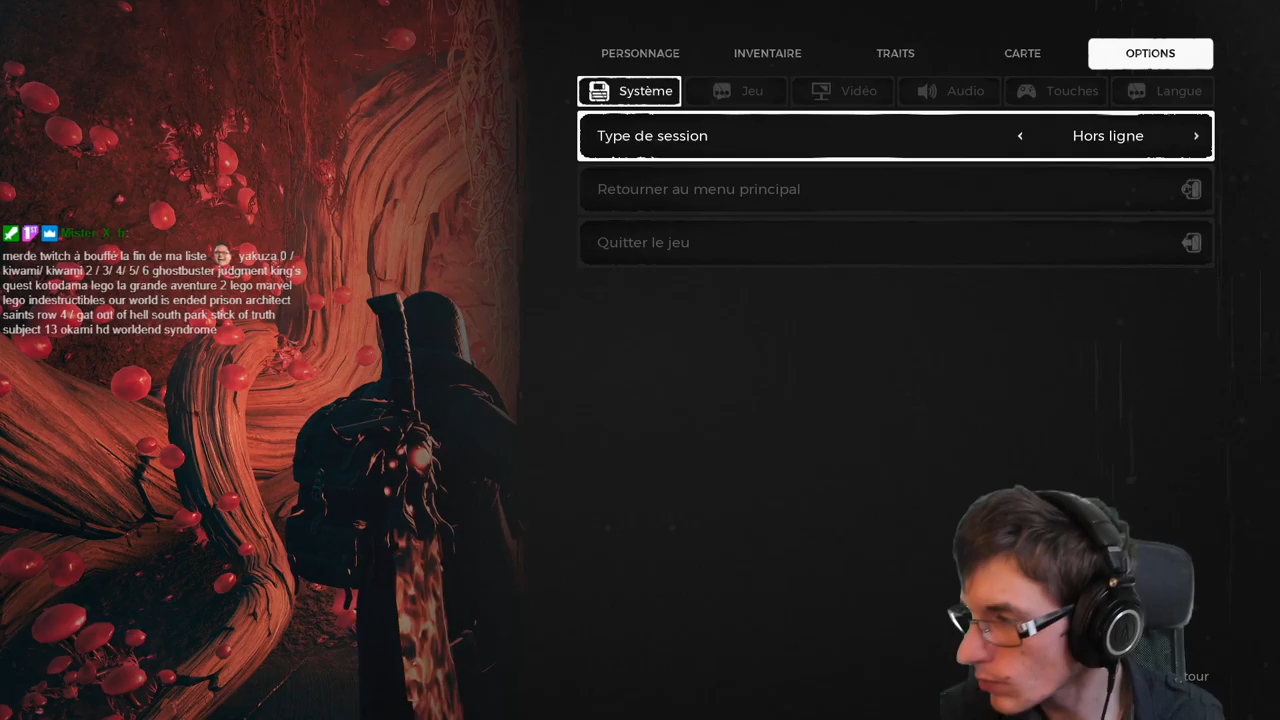 PERSONNAGE INVENTAIRE TRAITS CARTE OPTIONS
Système Jeu Vidéo Audio Touches Langue
Type de session Hors ligne
Retourner au menu principal
Quitter le jeu
1ST Mister_X_fr:
merde twitch à bouffé la fin de ma liste yakuza 0 /
kiwami/ kiwami 2 / 3/ 4/ 5/ 6 ghostbuster judgment king's
quest kotodama lego la grande aventure 2 lego marvel
lego indestructibles our world is ended prison architect
saints row 4 / gat out of hell south park stick of truth
subject 13 okami hd worldend syndrome
tour